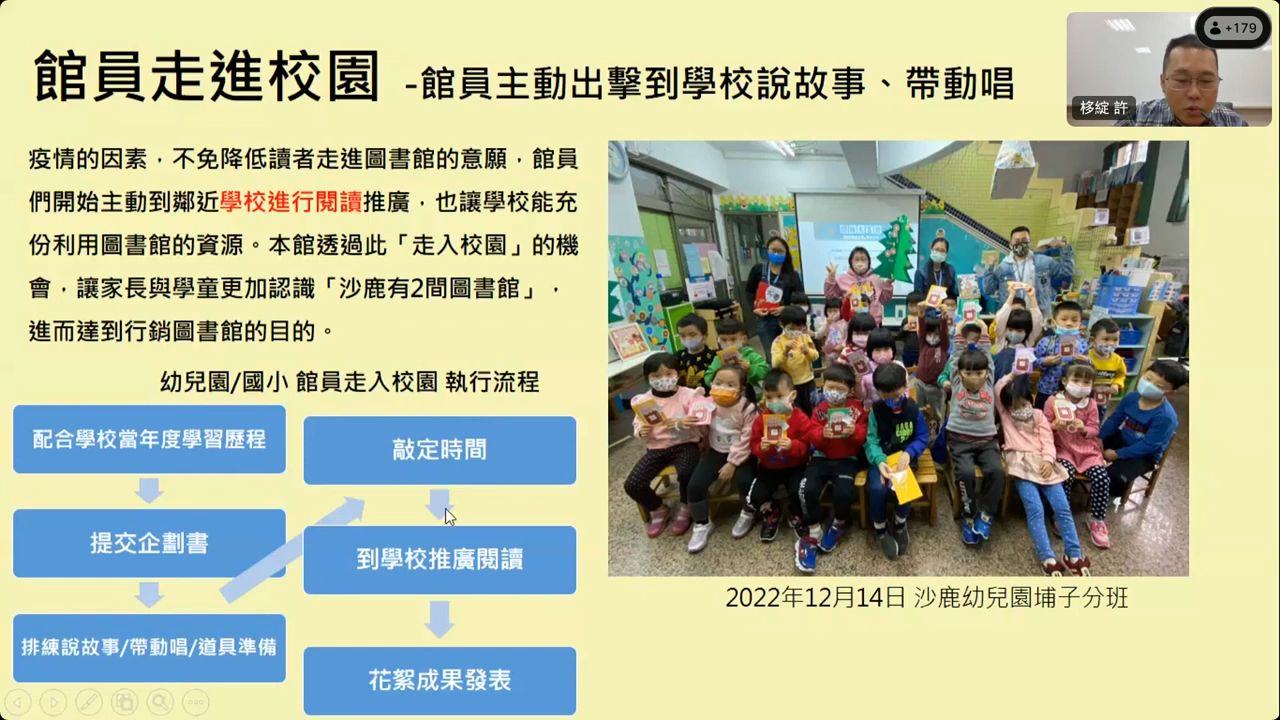 館員走進校園 -館員主動出擊到學校說故事、帶動唱
+179
移綻 許
疫情的因素，不免降低讀者走進圖書館的意願，館員
們開始主動到鄰近學校進行閱讀推廣，也讓學校能充
份利用圖書館的資源。本館透過此「走入校園」的機
會，讓家長與學童更加認識「沙鹿有2間圖書館」，
進而達到行銷圖書館的目的。
幼兒園/國小 館員走入校園 執行流程
配合學校當年度學習歷程
提交企劃書
排練說故事/帶動唱/道具準備
敲定時間
到學校推廣閱讀
花絮成果發表
2022年12月14日 沙鹿幼兒園埔子分班